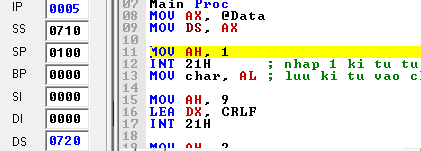 IP 0005
SS 0710
SP 0100
BP 0000
SI 0000
DI 0000
DS 0720
07 Main Proc
08 MOV AX, @Data
09 MOV DS, AX
10
11 MOV AH, 1
12 INT 21H ; nhap 1 ki tu tu
13 MOV char, AL ; luu ki tu vao c
14
15 MOV AH, 9
16 LEA DX, CRLF
17 INT 21H
18
19 MOV AH, 2